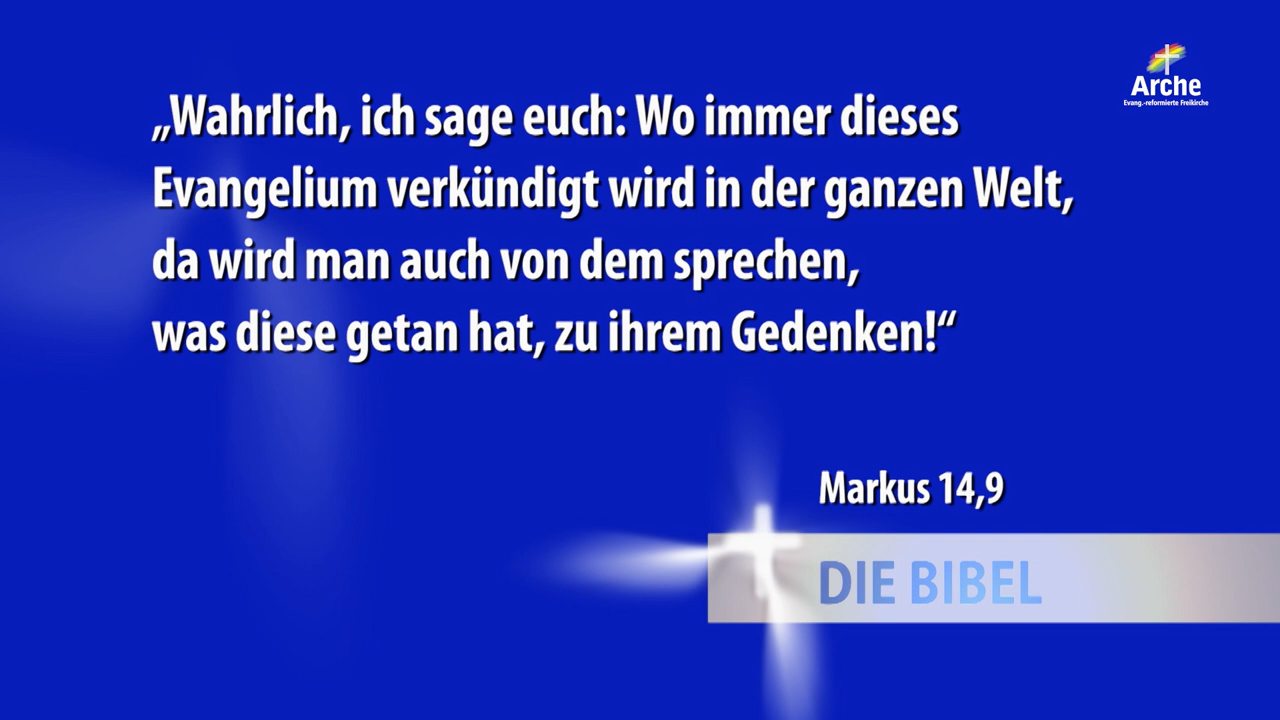 Arche
Evang.-reformierte Freikirche
„Wahrlich, ich sage euch: Wo immer dieses
Evangelium verkündigt wird in der ganzen Welt,
da wird man auch von dem sprechen,
was diese getan hat, zu ihrem Gedenken!“
Markus 14,9
DIE BIBEL